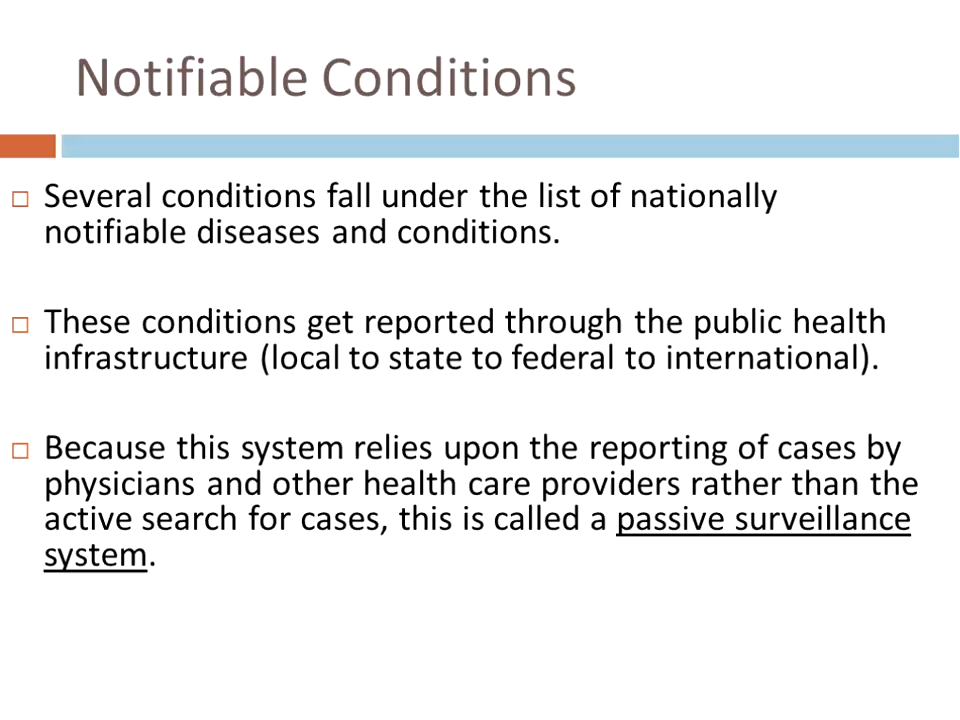 Notifiable Conditions
Several conditions fall under the list of nationally
notifiable diseases and conditions.
These conditions get reported through the public health
infrastructure (local to state to federal to international).
Because this system relies upon the reporting of cases by
physicians and other health care providers rather than the
active search for cases, this is called a passive surveillance
system.